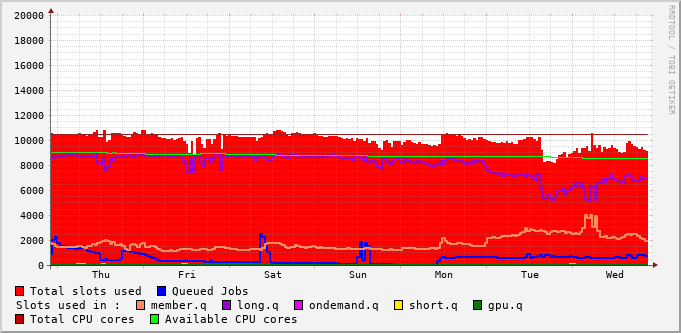 RRDTOOL / TOBI OETIKER
20000
18000
16000
14000
12000
10000
8000
6000
4000
2000
0
Thu Fri Sat Sun Mon Tue Wed
Total slots used Queued Jobs
Slots used in : member.q long.q ondemand.q short.q gpu.q
Total CPU cores Available CPU cores